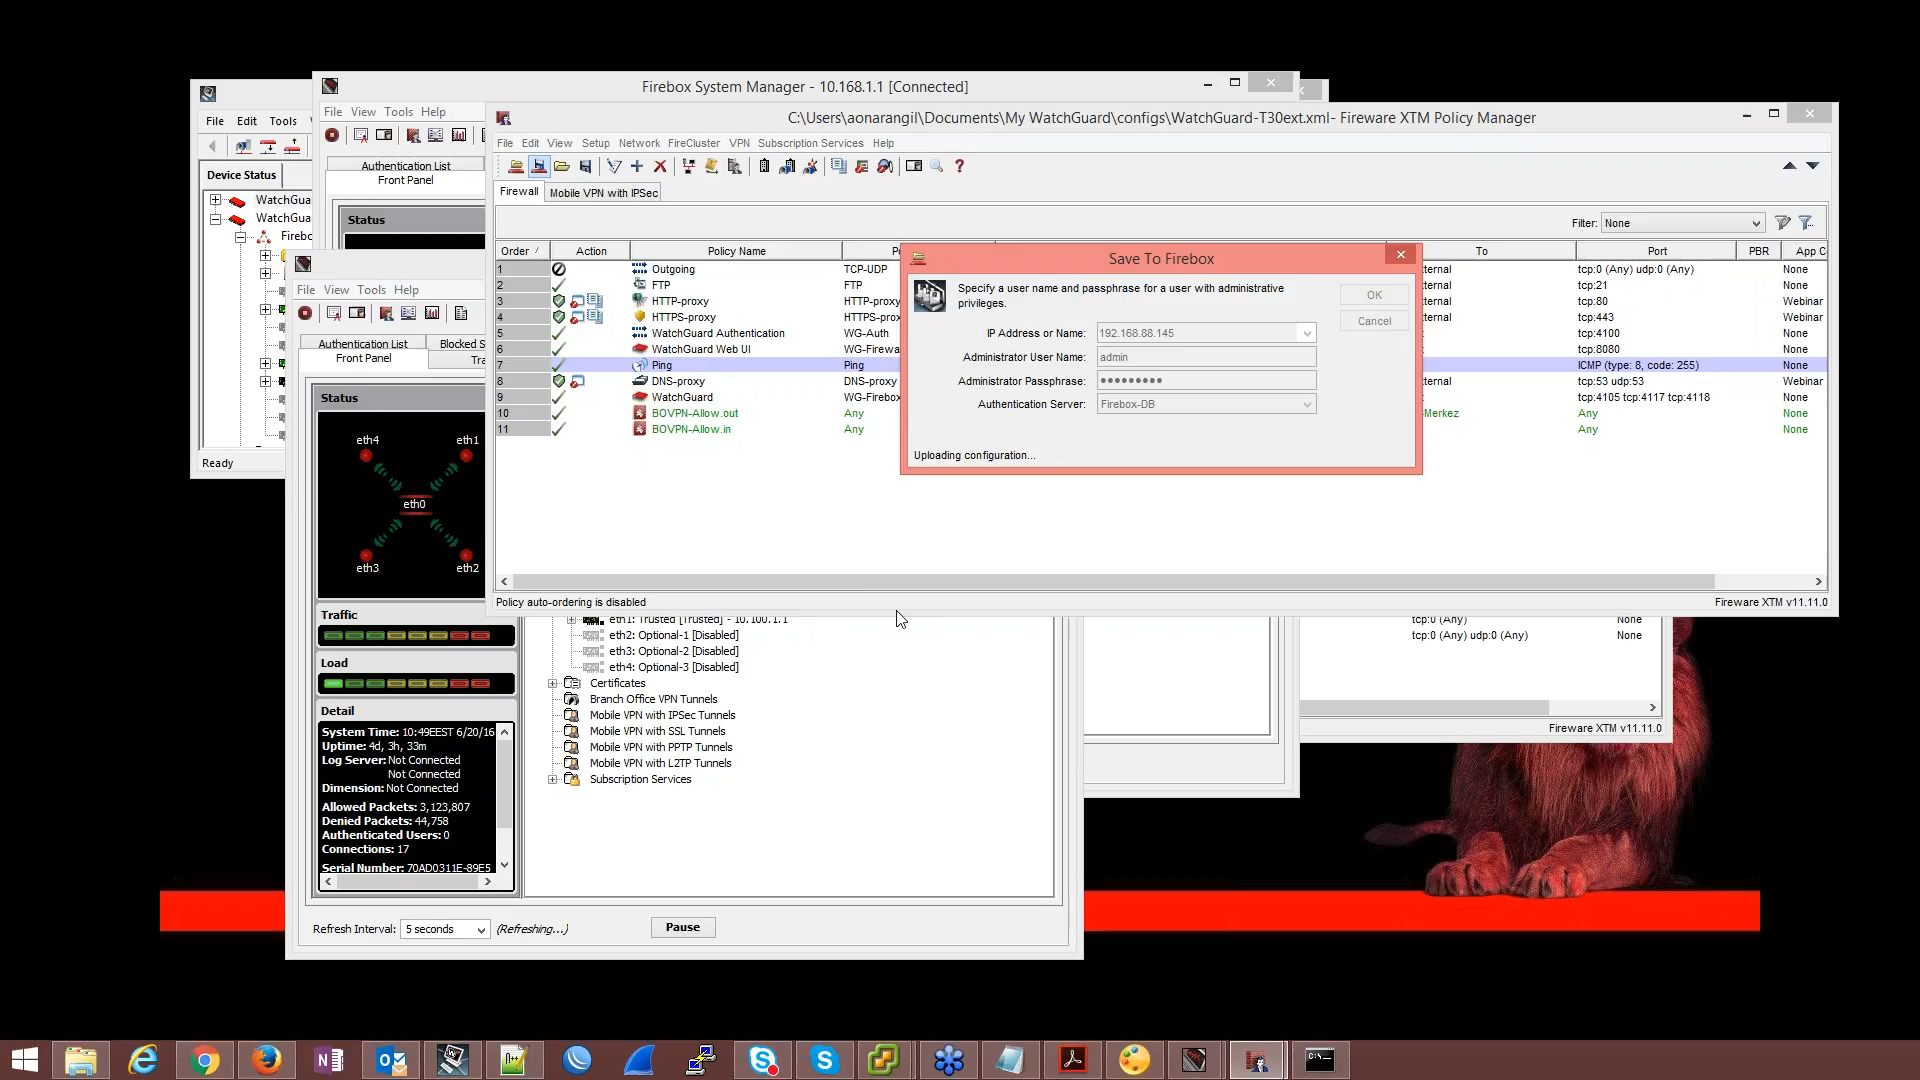 Firebox System Manager - 10.168.1.1 [Connected]
File View Tools Help
C:\Users\aonarangil\Documents\My WatchGuard\configs\WatchGuard-T30ext.xml- Fireware XTM Policy Manager
File Edit Tools
File Edit View Setup Network FireCluster VPN Subscription Services Help
Authentication List
Front Panel
Device Status
Firewall
Mobile VPN with IPSec
WatchGua
WatchGua
Firebo
Status
Filter: None
Order Action Policy Name To Port PBR App C
1 Outgoing TCP-UDP ternal tcp:0 (Any) udp:0 (Any) None
2 FTP FTP tcp:21 None
3 HTTP-proxy HTTP-proxy tcp:80 Webinar
4 HTTPS-proxy HTTPS-prox tcp:443 Webinar
5 WatchGuard Authentication WG-Auth tcp:4100 None
6 WatchGuard Web UI WG-Firewa tcp:8080 None
7 Ping Ping ICMP (type: 8, code: 255) None
8 DNS-proxy DNS-proxy ternal tcp:53 udp:53 Webinar
9 WatchGuard WG-Firebox tcp:4105 tcp:4117 tcp:4118 None
10 BOVPN-Allow.out Any -Merkez Any None
11 BOVPN-Allow.in Any Any None
Save To Firebox
Specify a user name and passphrase for a user with administrative
privileges.
OK
Cancel
IP Address or Name: 192.168.88.145
Administrator User Name: admin
Administrator Passphrase: ●●●●●●●●●
Authentication Server: Firebox-DB
Uploading configuration...
Policy auto-ordering is disabled
Fireware XTM v11.11.0
Ready
File View Tools Help
Authentication List
Blocked S
Front Panel
Tra
Status
eth4 eth1
eth0
eth3 eth2
Traffic
Load
Detail
System Time: 10:49EEST 6/20/16
Uptime: 4d, 3h, 33m
Log Server: Not Connected
Not Connected
Dimension: Not Connected
Allowed Packets: 3,123,807
Denied Packets: 44,758
Authenticated Users: 0
Connections: 17
Serial Number: 70AD0311E-89E5
eth1: Trusted [Trusted] - 10.100.1.1
eth2: Optional-1 [Disabled]
eth3: Optional-2 [Disabled]
eth4: Optional-3 [Disabled]
Certificates
Branch Office VPN Tunnels
Mobile VPN with IPSec Tunnels
Mobile VPN with SSL Tunnels
Mobile VPN with PPTP Tunnels
Mobile VPN with L2TP Tunnels
Subscription Services
tcp:0 (Any) None
tcp:0 (Any) udp:0 (Any) None
Fireware XTM v11.11.0
Refresh Interval: 5 seconds (Refreshing...)
Pause